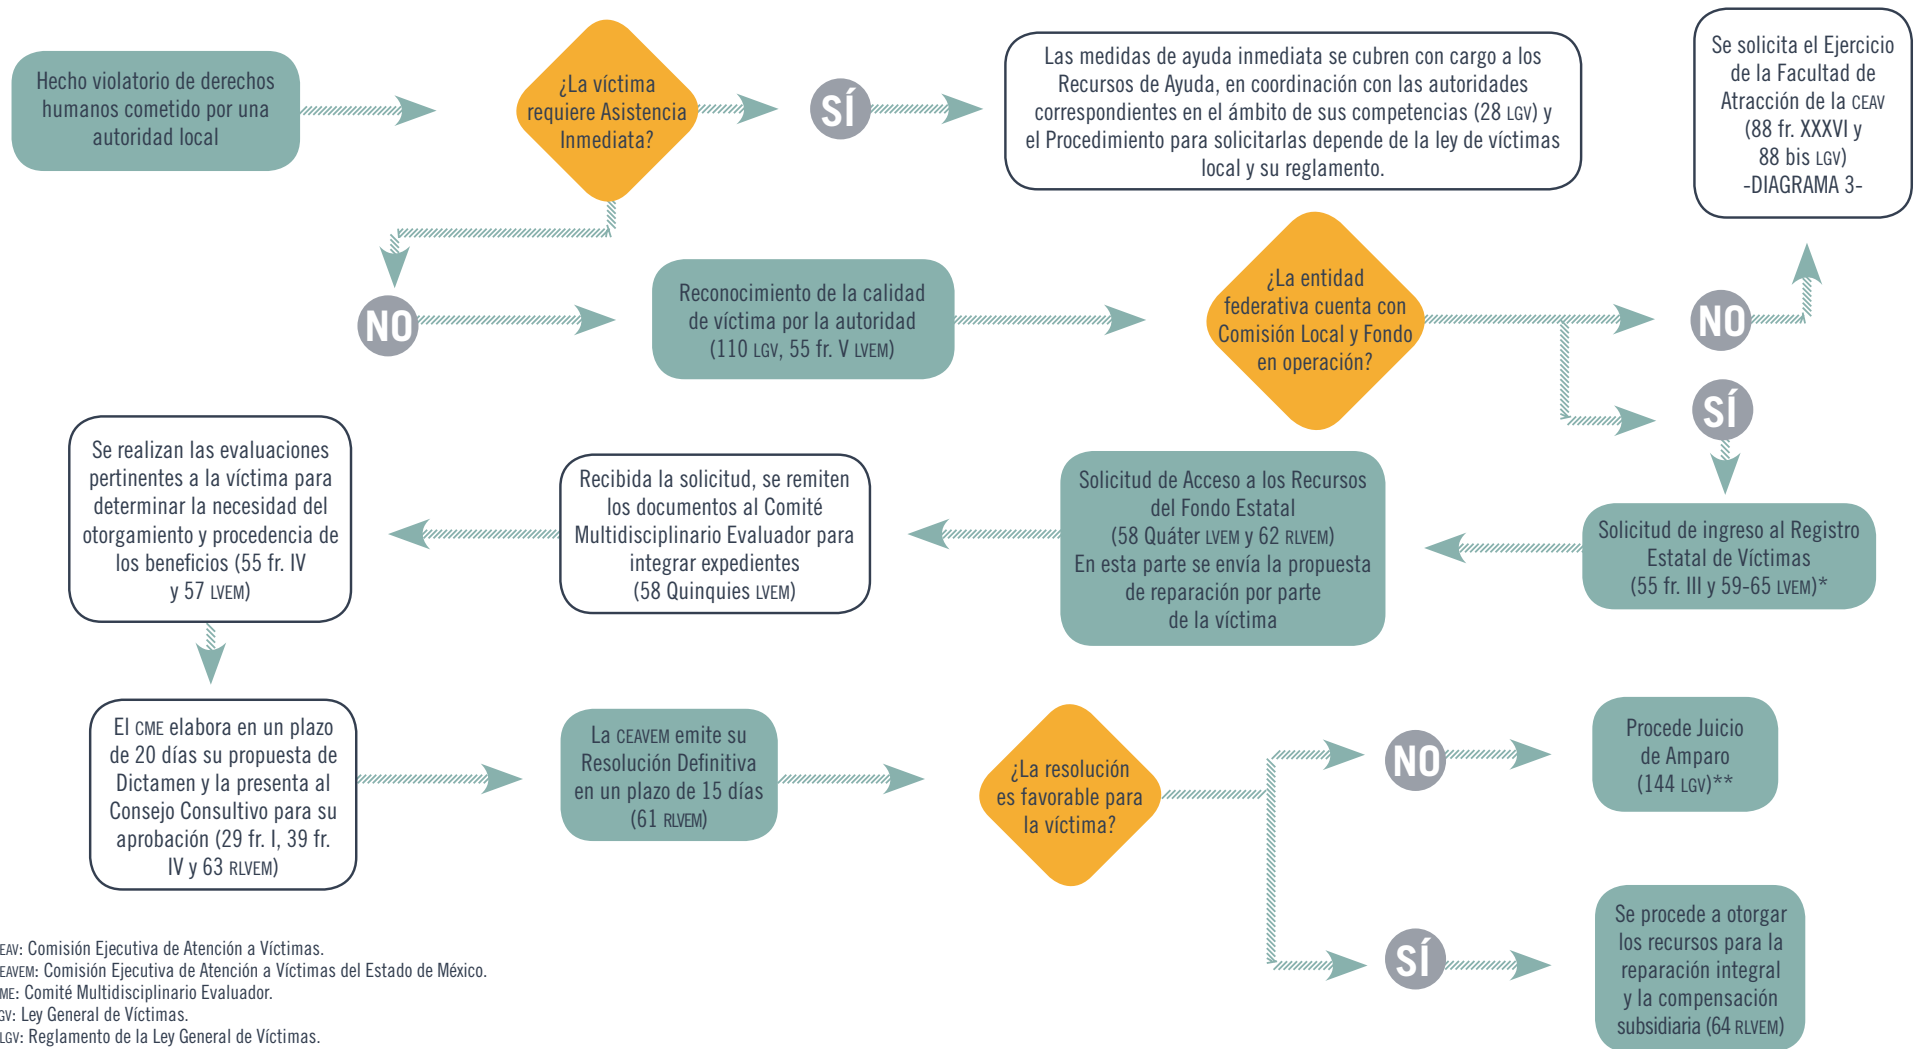 Hecho violatorio de derechos
humanos cometido por una
autoridad local
¿La víctima
requiere Asistencia
Inmediata?
SÍ
Las medidas de ayuda inmediata se cubren con cargo a los
Recursos de Ayuda, en coordinación con las autoridades
correspondientes en el ámbito de sus competencias (28 LGV) y
el Procedimiento para solicitarlas depende de la ley de víctimas
local y su reglamento.
Se solicita el Ejercicio
de la Facultad de
Atracción de la CEAV
(88 fr. XXXVI y
88 bis LGV)
-DIAGRAMA 3-
NO
Reconocimiento de la calidad
de víctima por la autoridad
(110 LGV, 55 fr. V LVEM)
¿La entidad
federativa cuenta con
Comisión Local y Fondo
en operación?
NO
SÍ
Solicitud de ingreso al Registro
Estatal de Víctimas
(55 fr. III y 59-65 LVEM)*
Solicitud de Acceso a los Recursos
del Fondo Estatal
(58 Quáter LVEM y 62 RLVEM)
En esta parte se envía la propuesta
de reparación por parte
de la víctima
Recibida la solicitud, se remiten
los documentos al Comité
Multidisciplinario Evaluador para
integrar expedientes
(58 Quinquies LVEM)
Se realizan las evaluaciones
pertinentes a la víctima para
determinar la necesidad del
otorgamiento y procedencia de
los beneficios (55 fr. IV
y 57 LVEM)
El CME elabora en un plazo
de 20 días su propuesta de
Dictamen y la presenta al
Consejo Consultivo para su
aprobación (29 fr. I, 39 fr.
IV y 63 RLVEM)
La CEAVEM emite su
Resolución Definitiva
en un plazo de 15 días
(61 RLVEM)
¿La resolución
es favorable para
la víctima?
NO
Procede Juicio
de Amparo
(144 LGV)**
SÍ
Se procede a otorgar
los recursos para la
reparación integral
y la compensación
subsidiaria (64 RLVEM)
EAV: Comisión Ejecutiva de Atención a Víctimas.
EAVEM: Comisión Ejecutiva de Atención a Víctimas del Estado de México.
ME: Comité Multidisciplinario Evaluador.
GV: Ley General de Víctimas.
LGV: Reglamento de la Ley General de Víctimas.